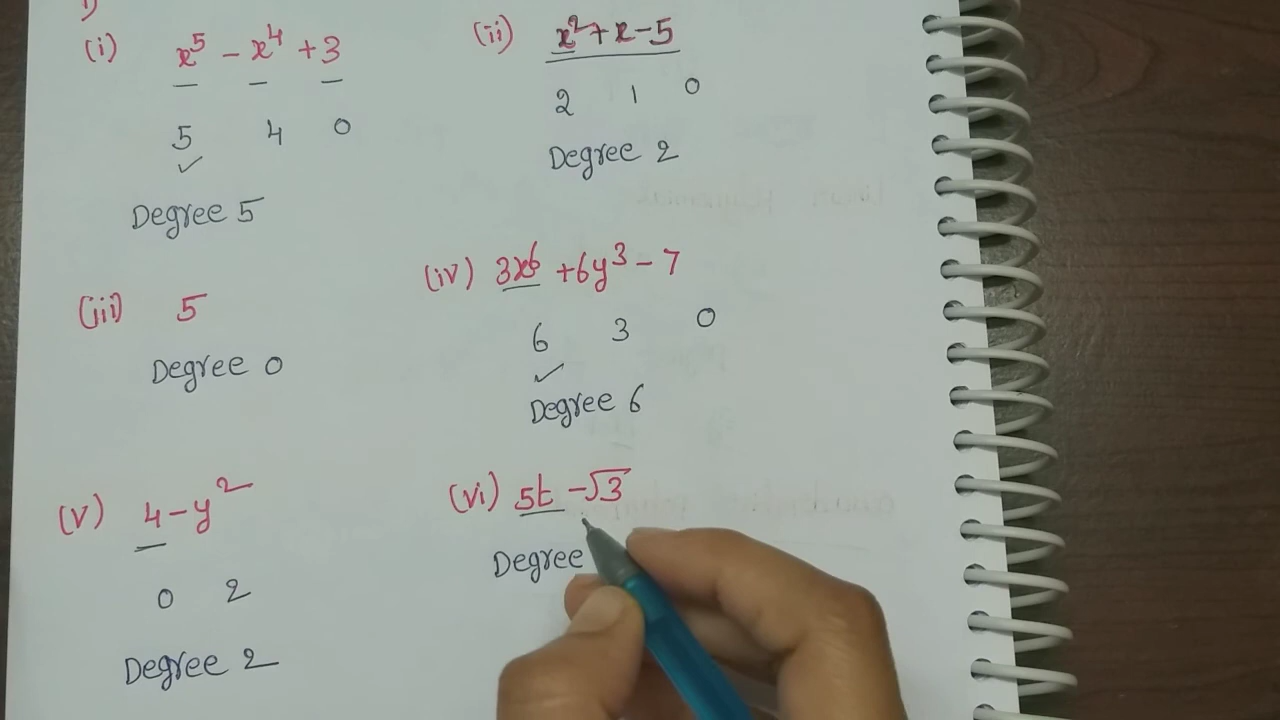 1)
(i) x⁵ - x⁴ + 3
5 4 0
✓
Degree 5
(ii) x² + x - 5
2 1 0
Degree 2
(iii) 5
Degree 0
(iv) 3x⁶ + 6y³ - 7
6 3 0
✓
Degree 6
(v) 4 - y²
0 2
Degree 2
(vi) 5t - √3
Degree